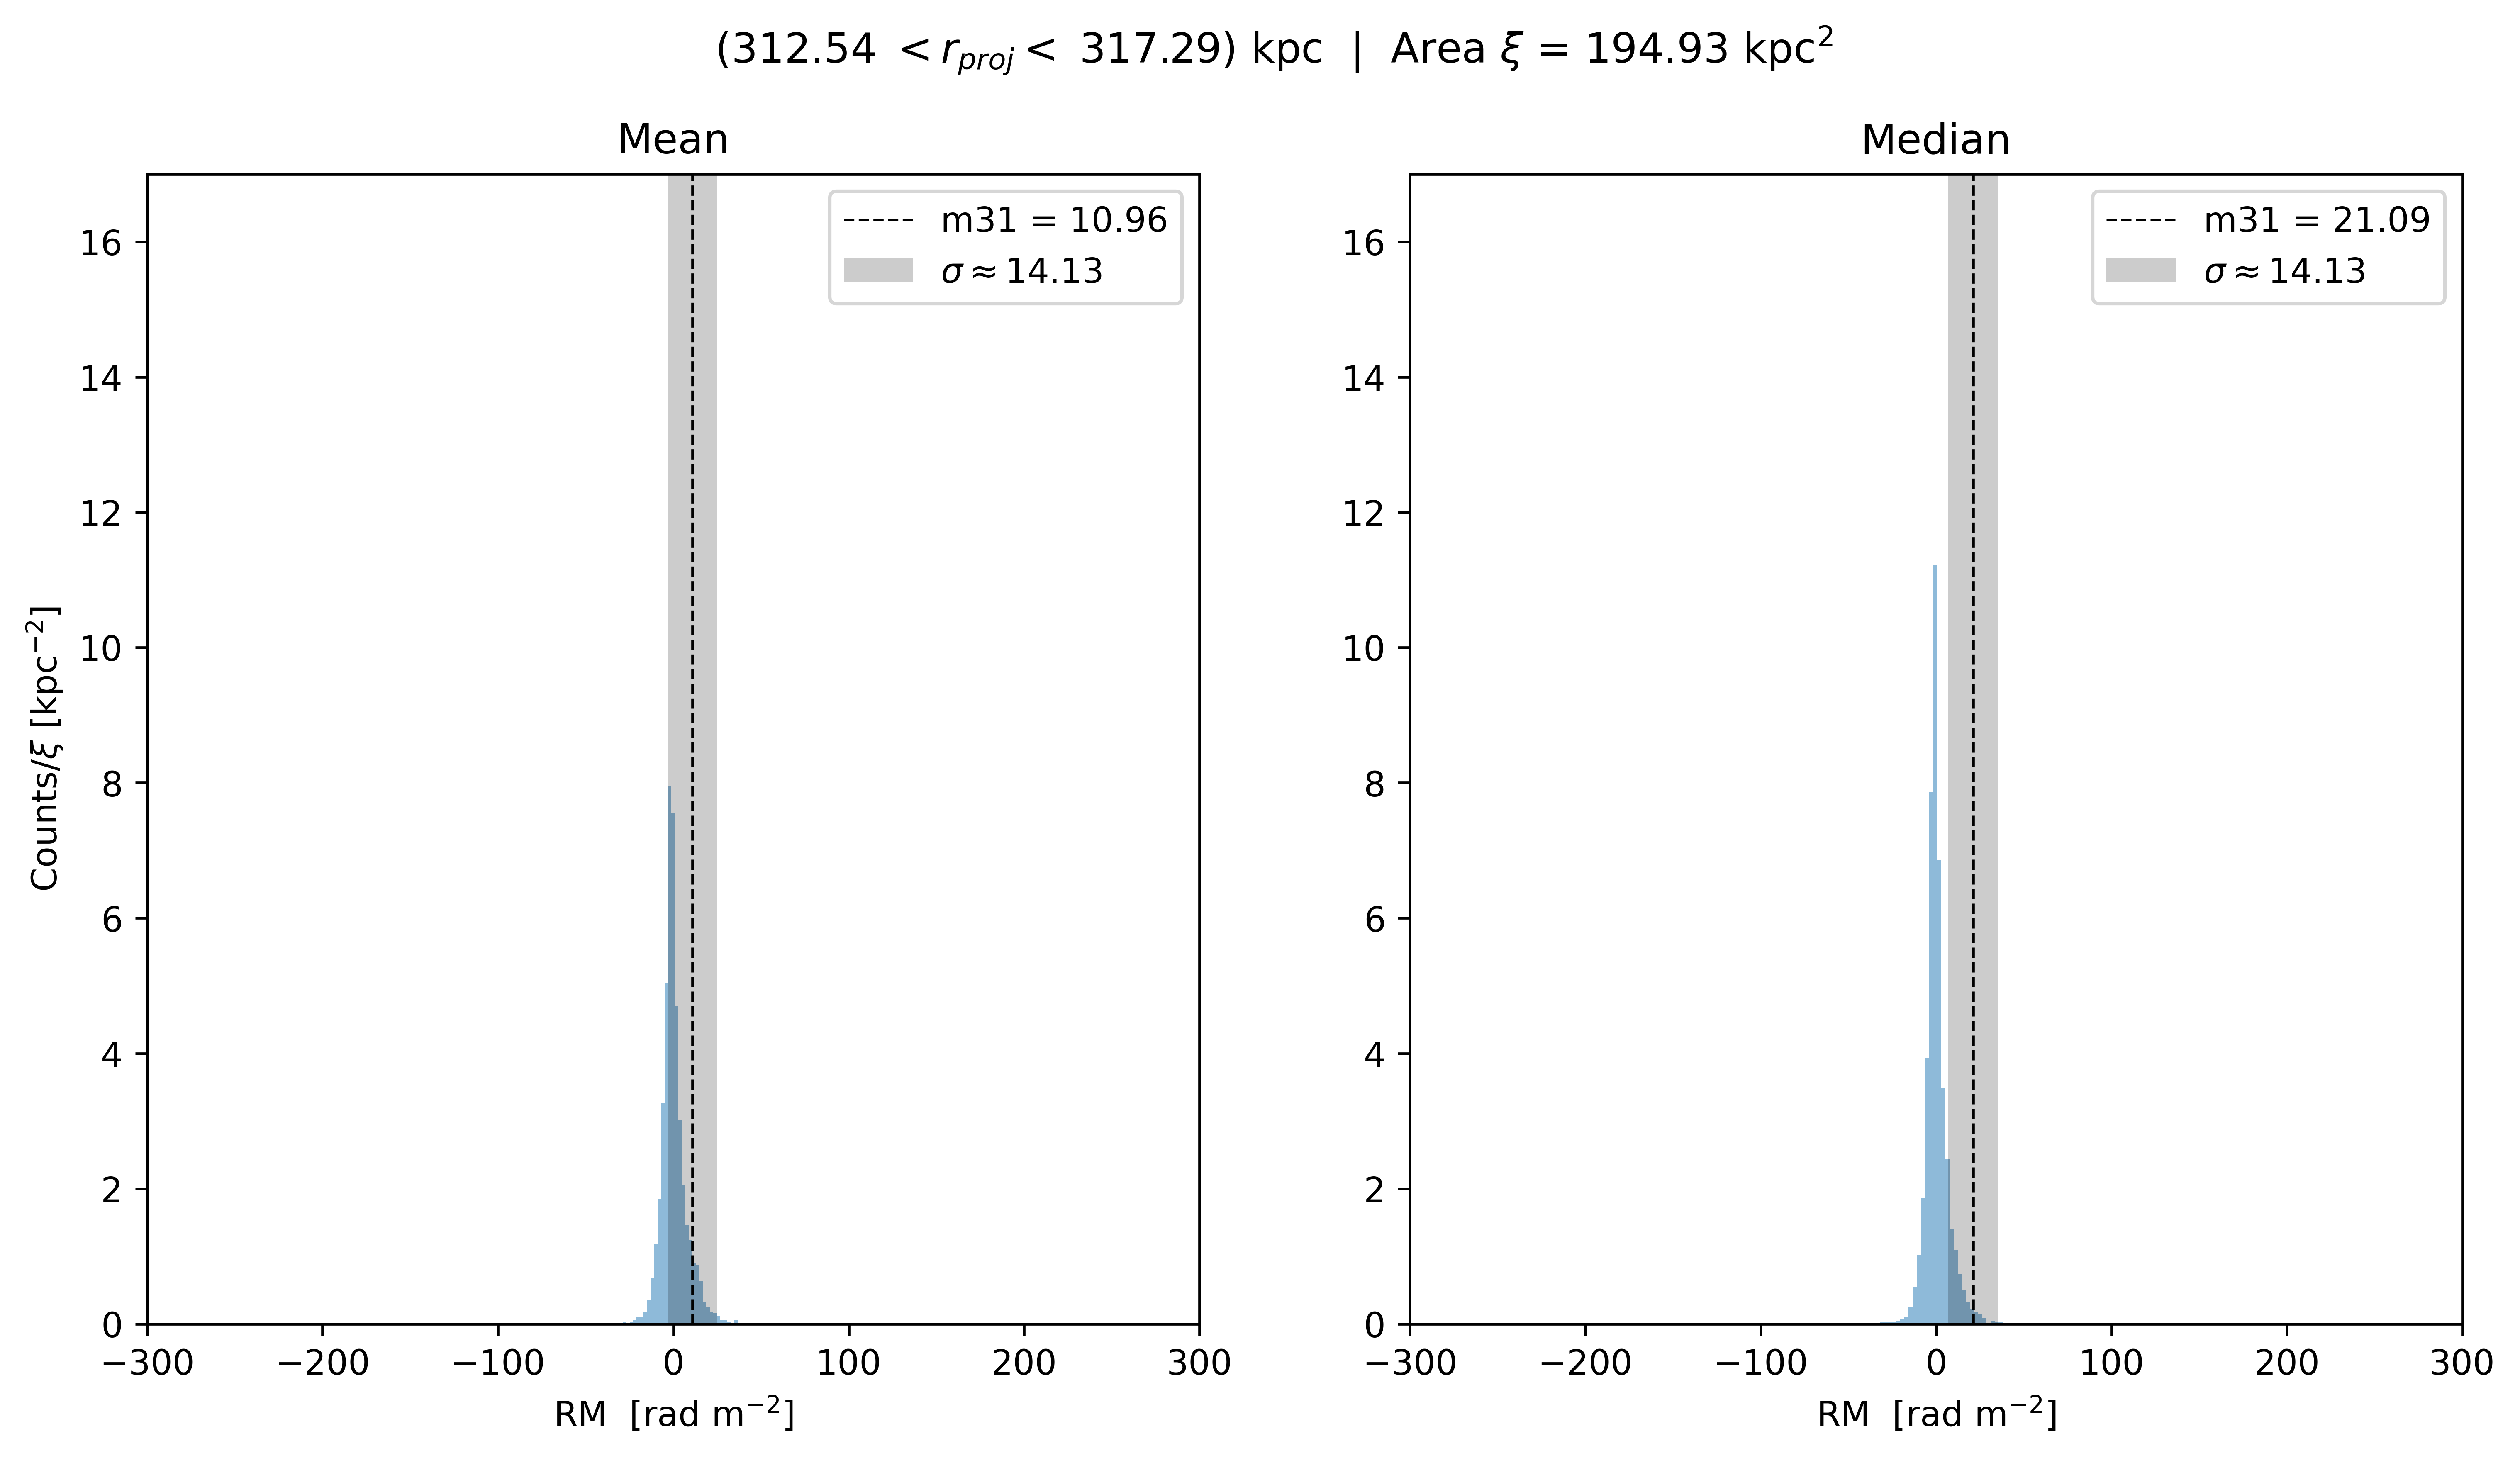 (312.54 < r_proj < 317.29) kpc | Area ξ = 194.93 kpc²
Mean
m31 = 10.96
σ ≈ 14.13
16
14
12
10
8
6
4
2
0
Counts/ξ [kpc⁻²]
−300 −200 −100 0 100 200 300
RM [rad m⁻²]
Median
m31 = 21.09
σ ≈ 14.13
16
14
12
10
8
6
4
2
0
−300 −200 −100 0 100 200 300
RM [rad m⁻²]